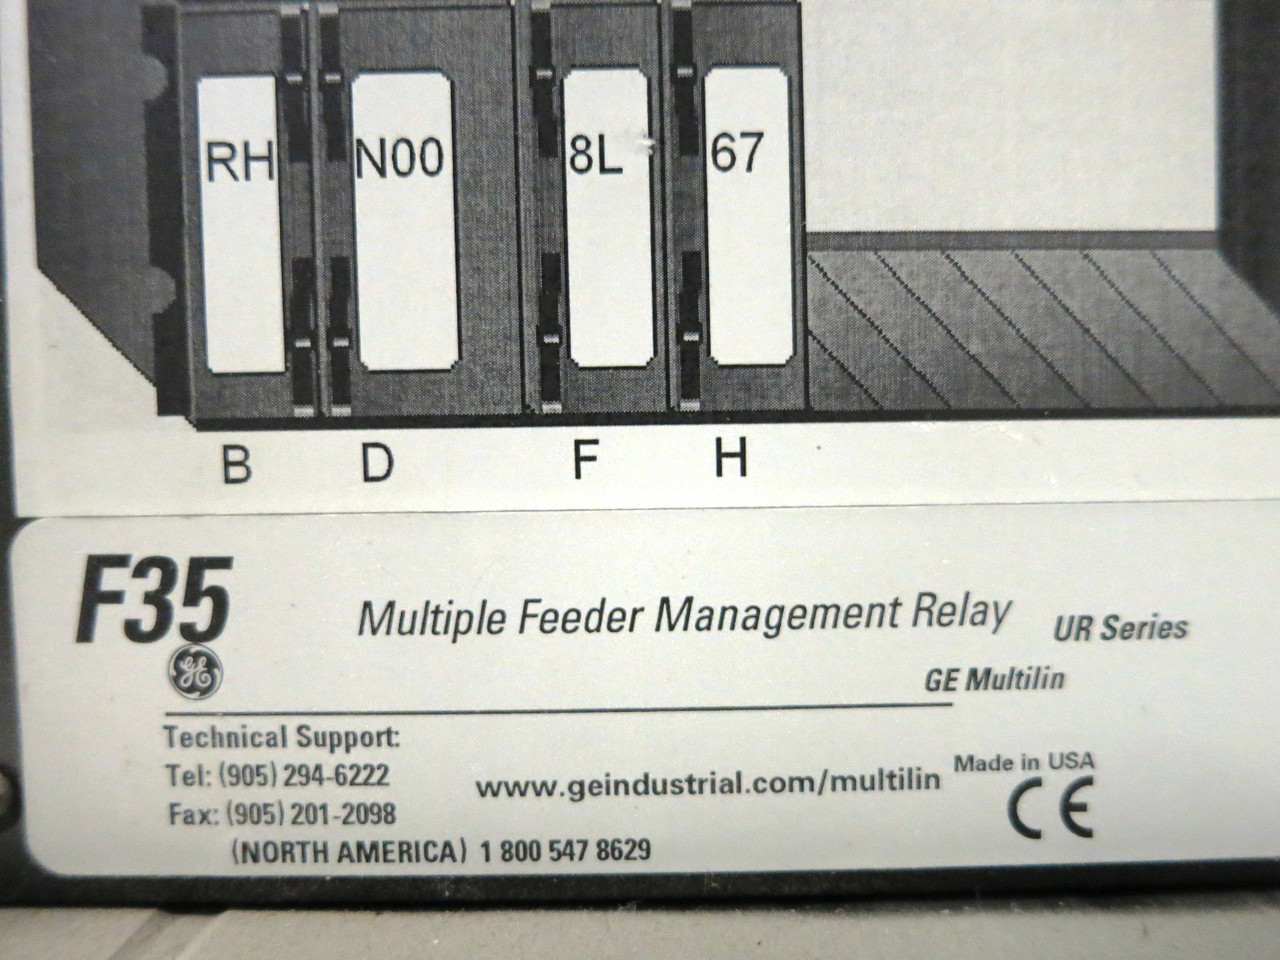 RH N00 8L 67
B D F H
F35
Multiple Feeder Management Relay UR Series
GE
GE Multilin
Technical Support:
Tel: (905) 294-6222
Fax: (905) 201-2098
(NORTH AMERICA) 1 800 547 8629
www.geindustrial.com/multilin
Made in USA
CE